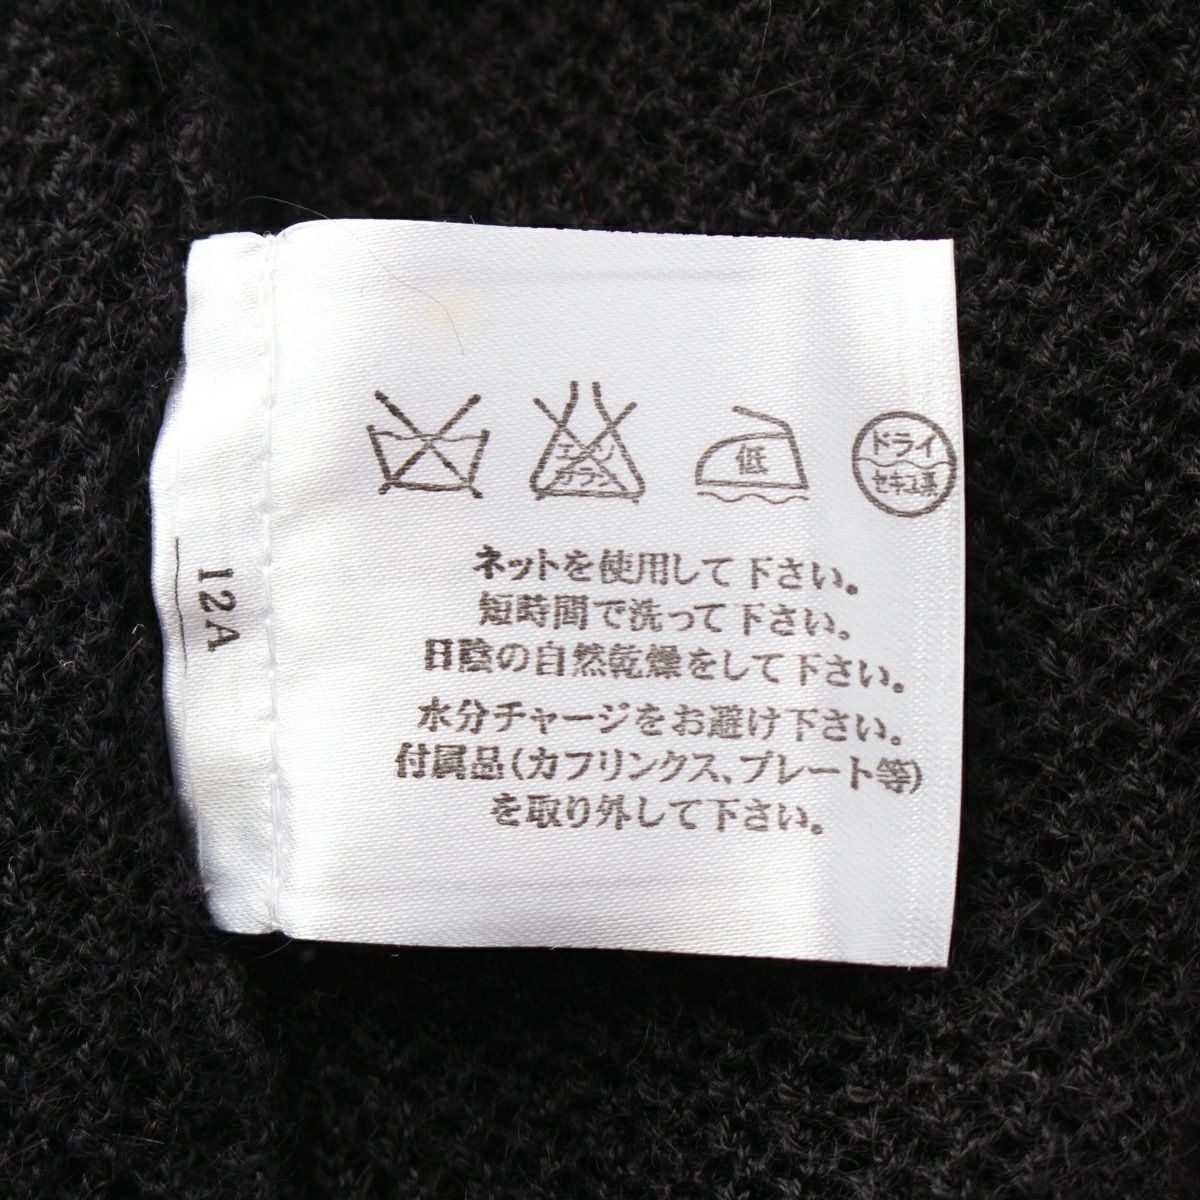 エンソ
サラシ
低
ドライ
セキユ系
ネットを使用して下さい。
短時間で洗って下さい。
日陰の自然乾燥をして下さい。
水分チャージをお避け下さい。
付属品(カフリンクス、プレート等)
を取り外して下さい。
12A